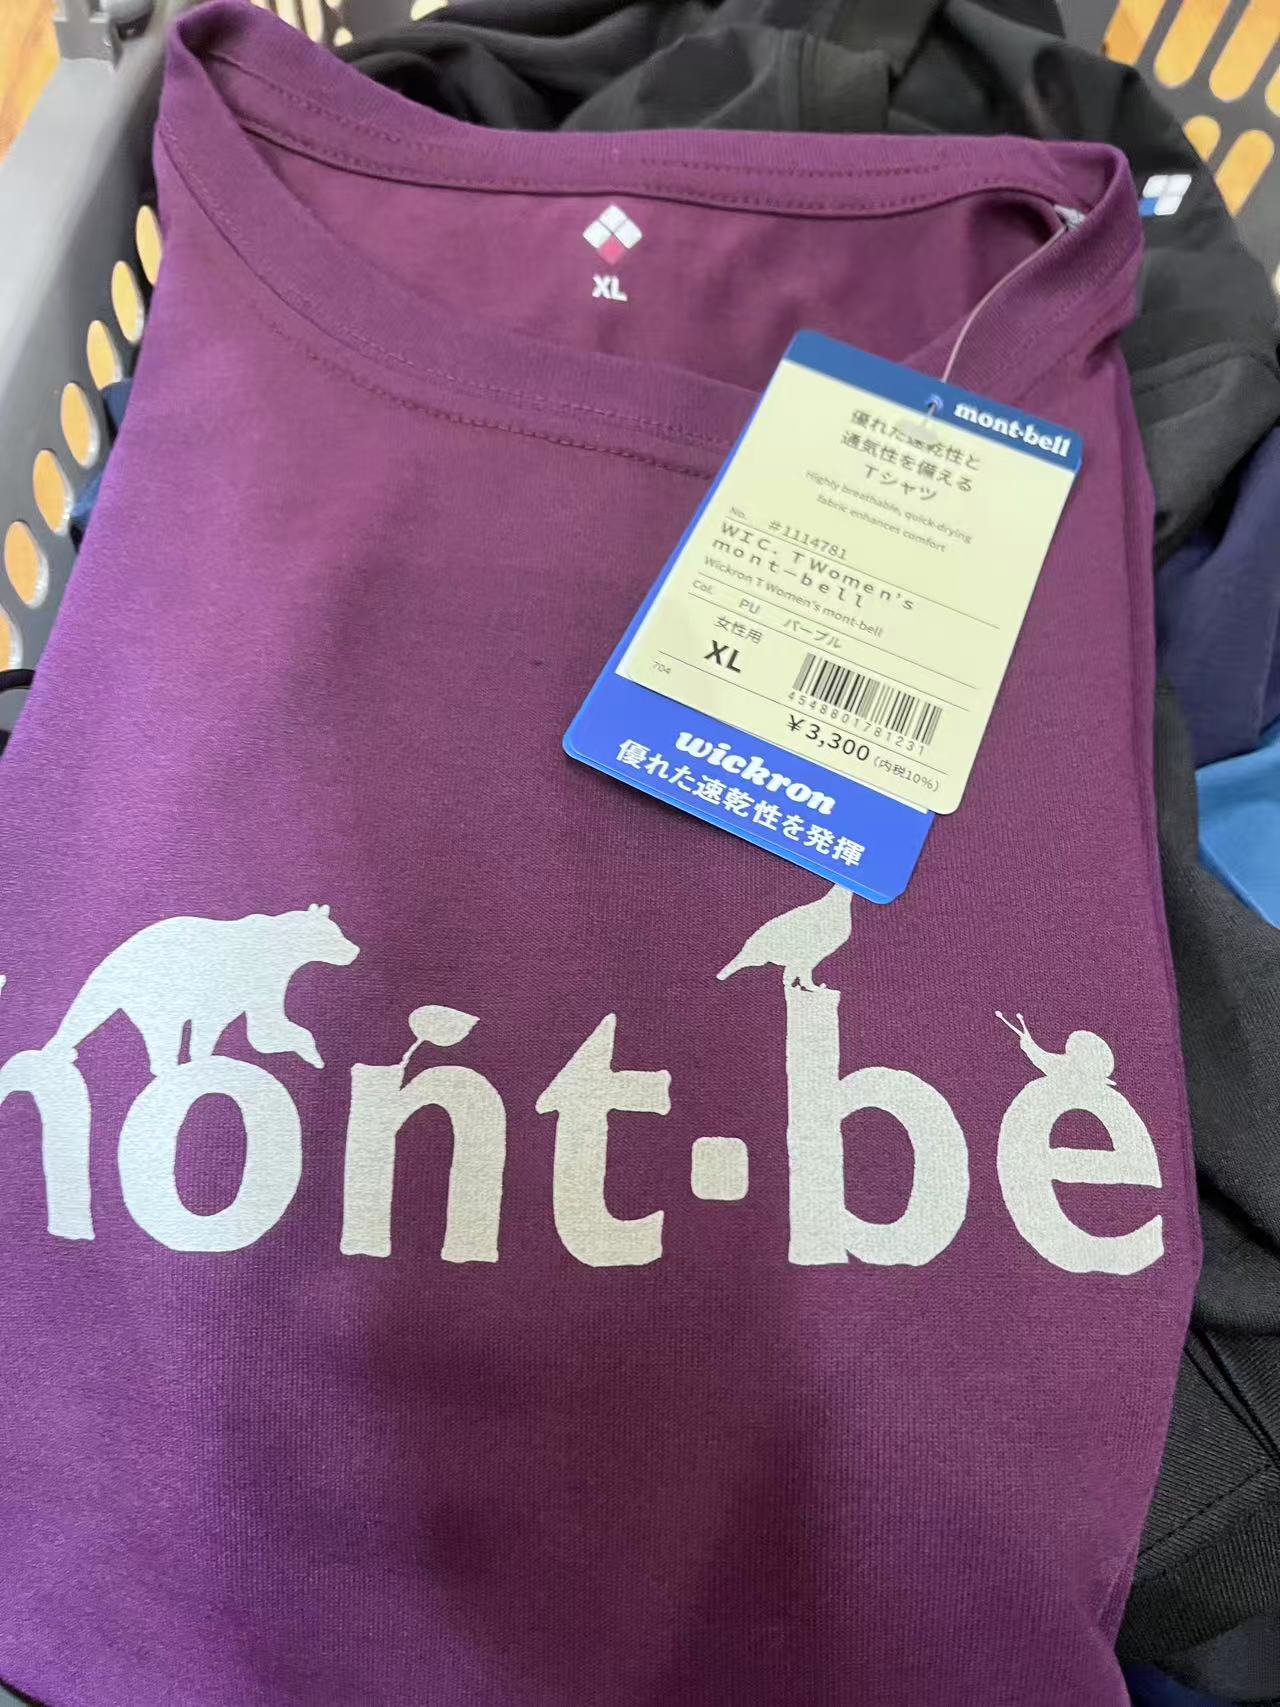 XL
mont·bell
優れた速乾性と
通気性を備える
Tシャツ
Highly breathable, quick-drying
fabric enhances comfort
No. #1114781
WIC. TWomen's
mont-bell
Wickron T Women's mont-bell
Col. PU パープル
女性用
XL
704
4548801781231
¥3,300(内税10%)
wickron
優れた速乾性を発揮
mont·be